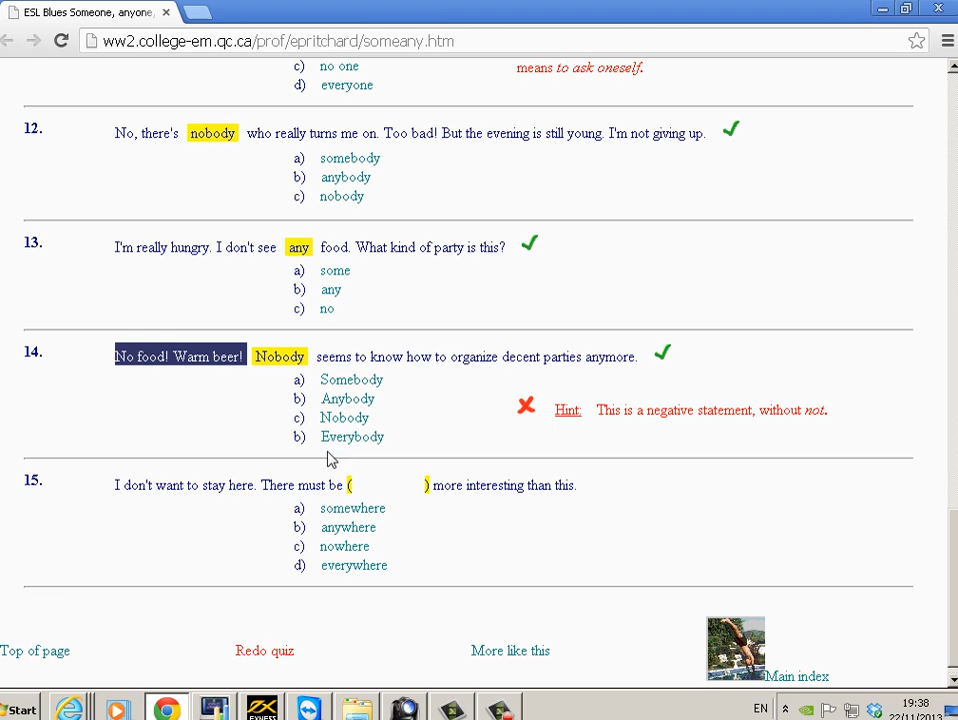 ESL Blues Someone, anyone,
ww2.college-em.qc.ca/prof/epritchard/someany.htm
c) no one
means to ask oneself.
d) everyone
12. No, there's nobody who really turns me on. Too bad! But the evening is still young. I'm not giving up.
a) somebody
b) anybody
c) nobody
13. I'm really hungry. I don't see any food. What kind of party is this?
a) some
b) any
c) no
14. No food! Warm beer! Nobody seems to know how to organize decent parties anymore.
a) Somebody
b) Anybody
c) Nobody
Hint: This is a negative statement, without not.
b) Everybody
15. I don't want to stay here. There must be ( ) more interesting than this.
a) somewhere
b) anywhere
c) nowhere
d) everywhere
Top of page Redo quiz More like this Main index
Start
EXNESS
EN
19:38
22/11/2013